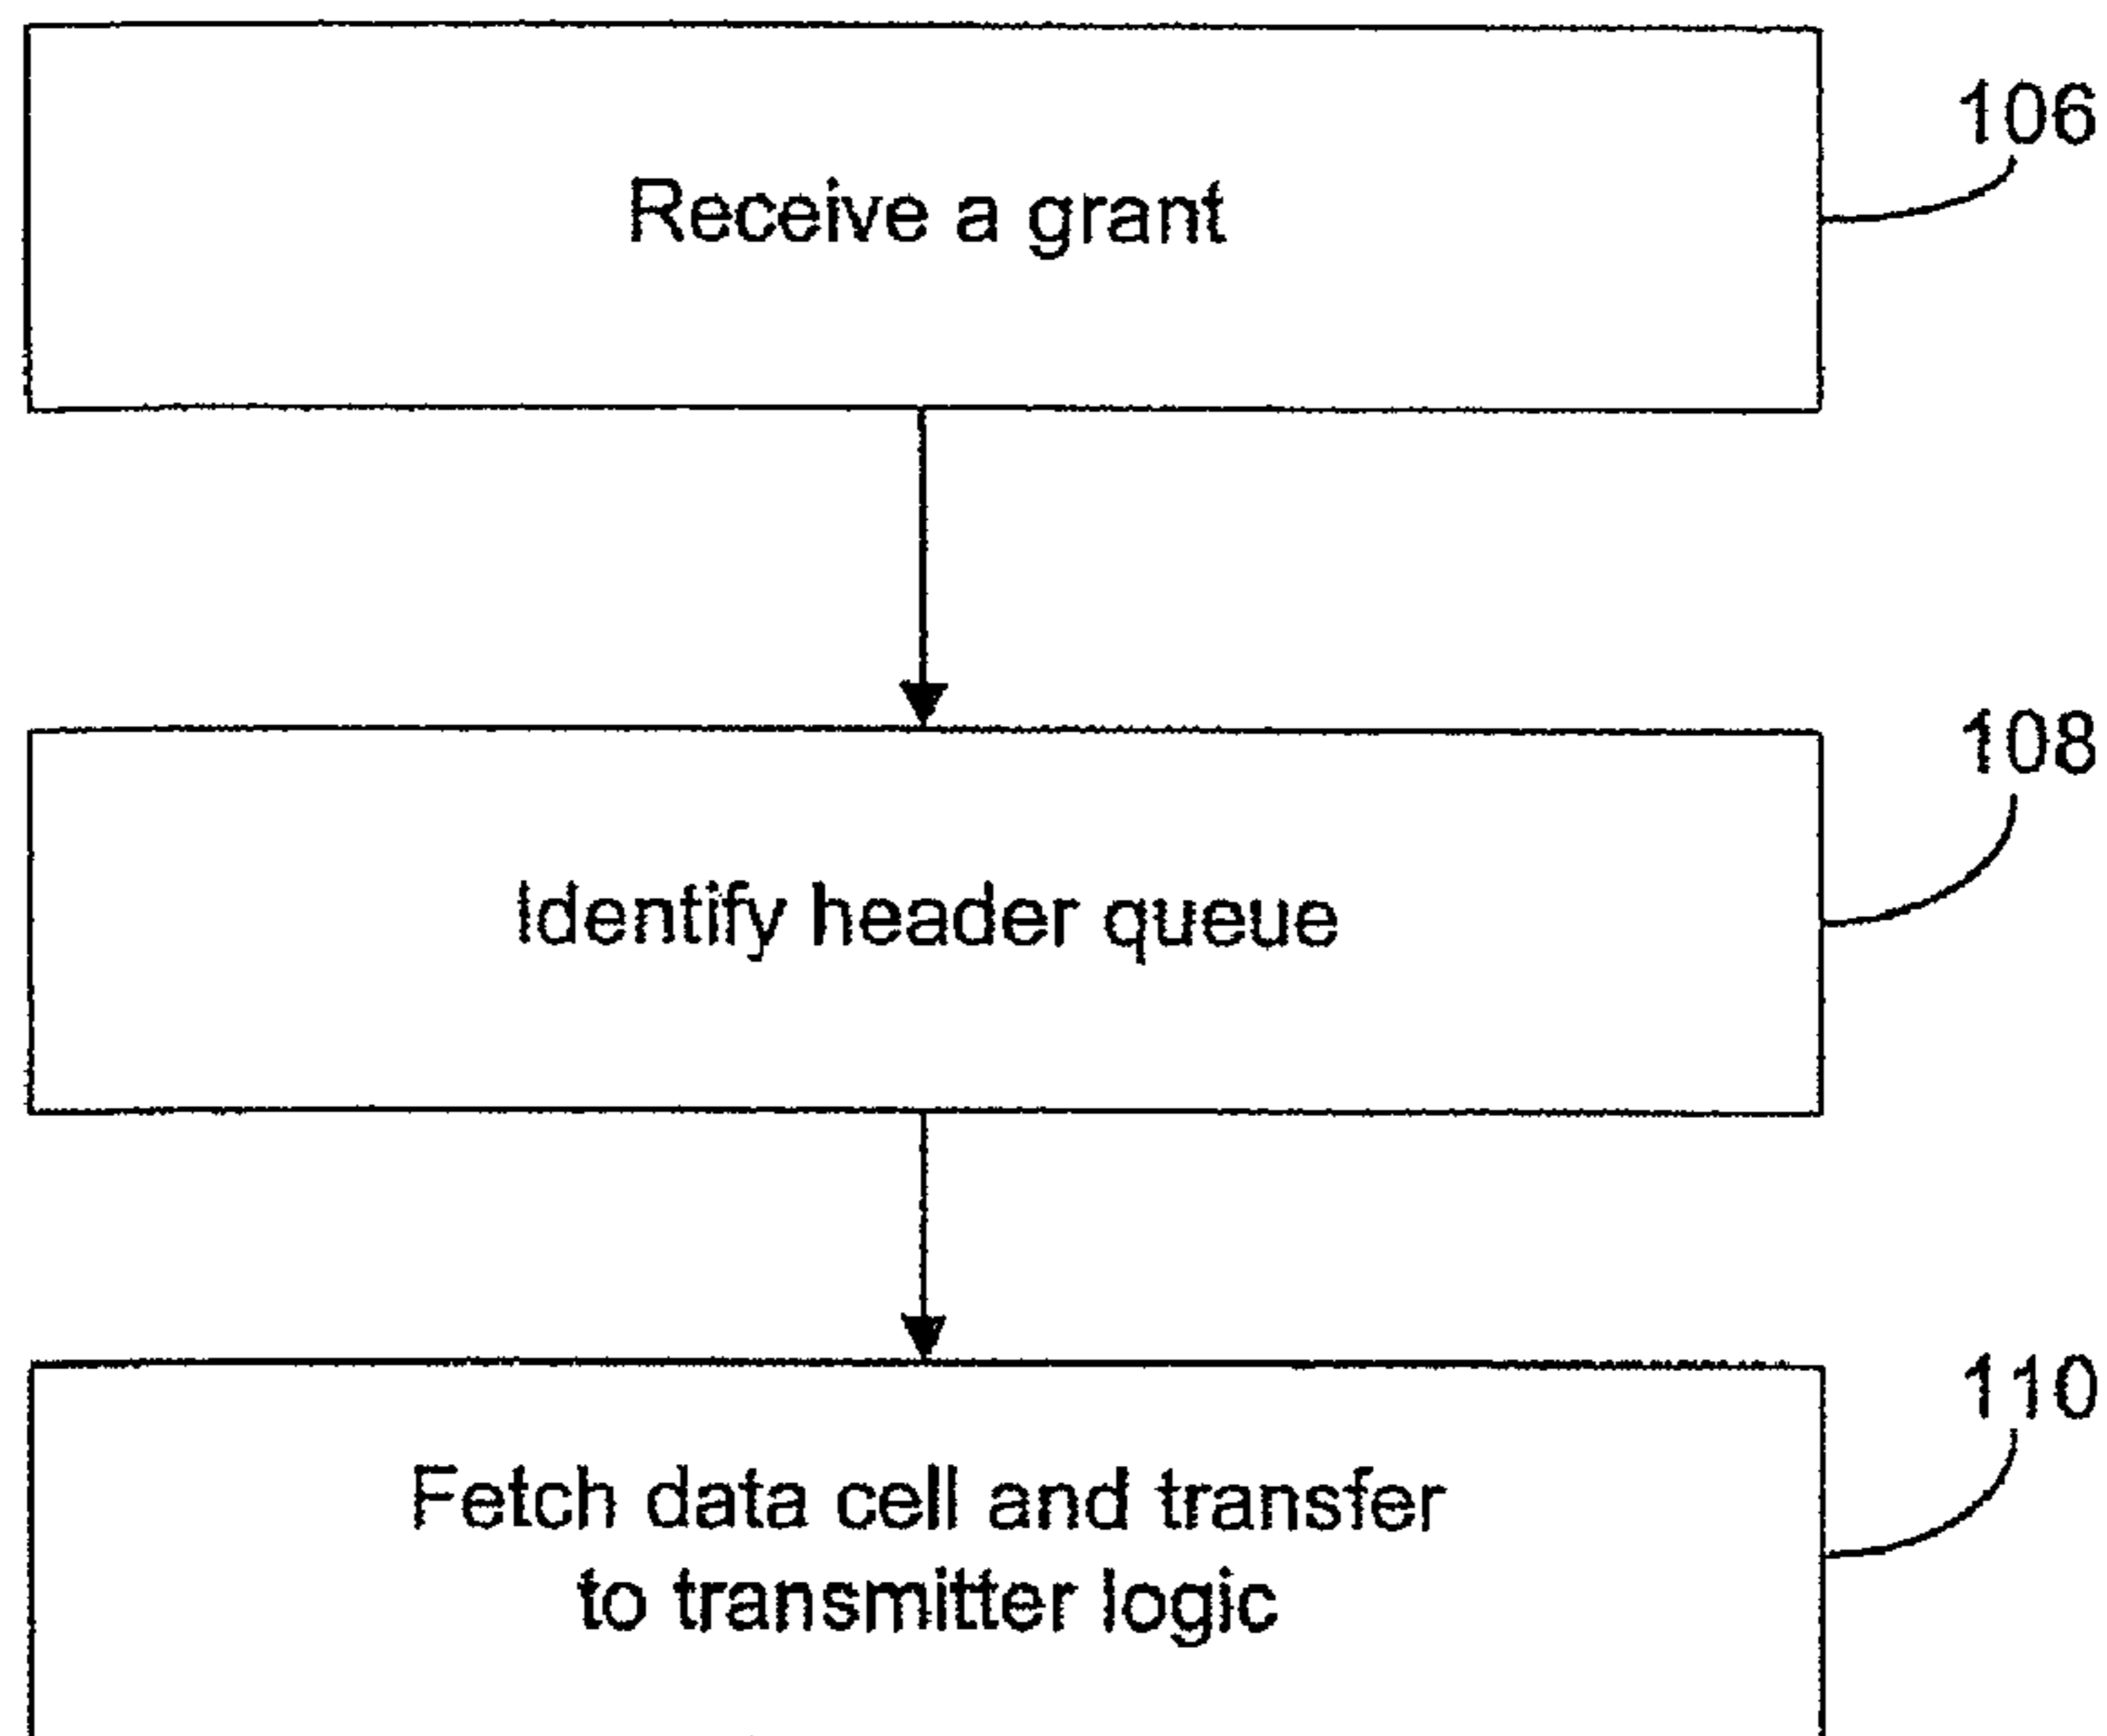 106
Receive a grant
108
Identify header queue
110
Fetch data cell and transfer
to transmitter logic